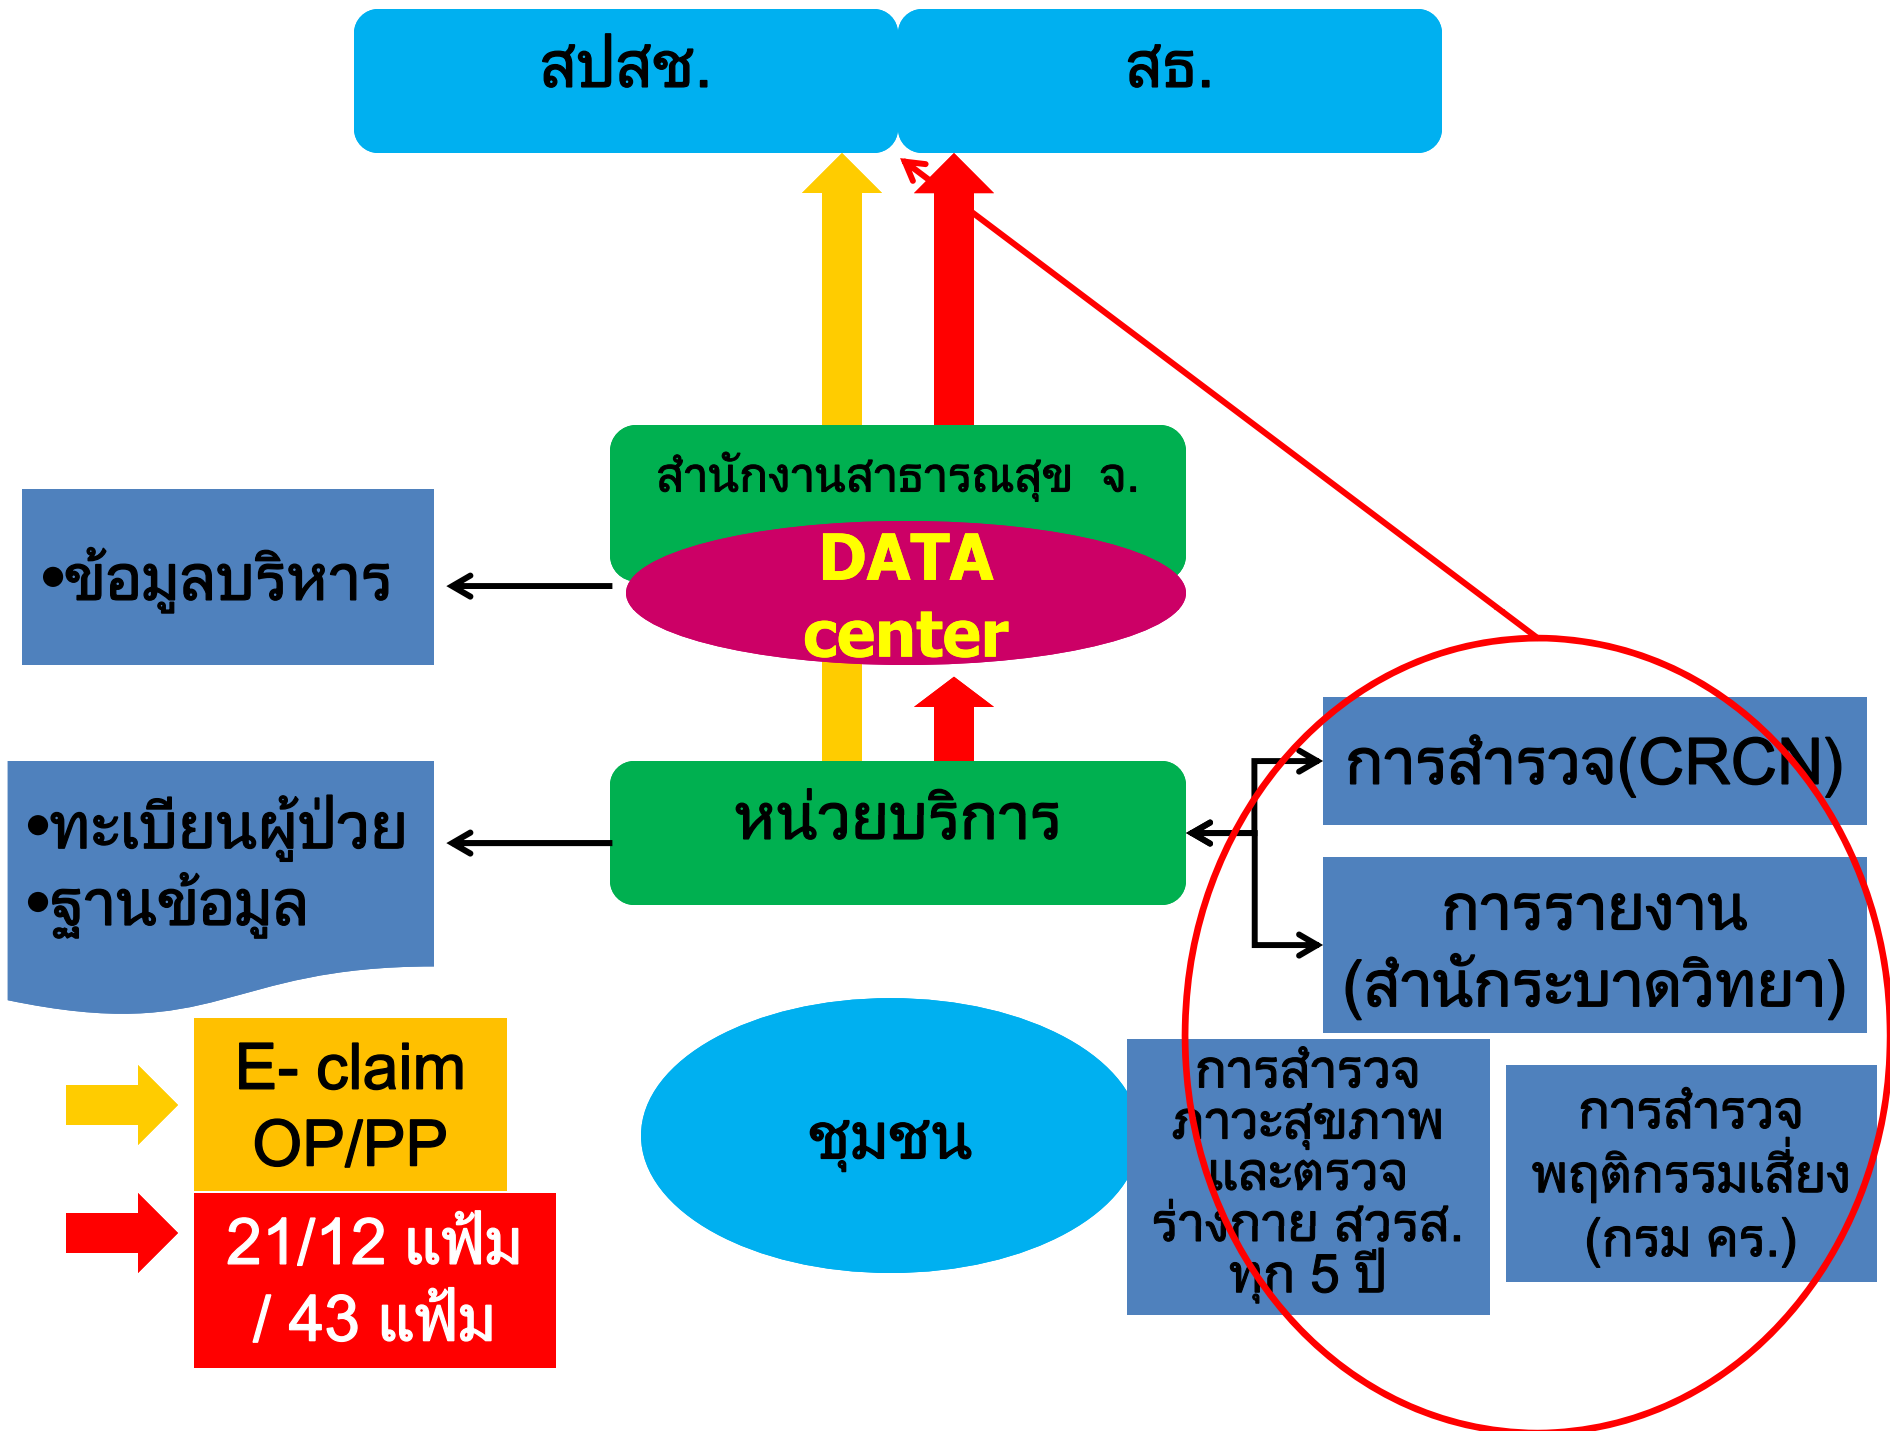 สปสช.
สธ.
สำนักงานสาธารณสุข จ.
DATA
center
•ข้อมูลบริหาร
หน่วยบริการ
•ทะเบียนผู้ป่วย
•ฐานข้อมูล
การสำรวจ(CRCN)
การรายงาน
(สำนักระบาดวิทยา)
ชุมชน
การสำรวจ
ภาวะสุขภาพ
และตรวจ
ร่างกาย สวรส.
ทุก 5 ปี
การสำรวจ
พฤติกรรมเสี่ยง
(กรม คร.)
E- claim
OP/PP
21/12 แฟ้ม
/ 43 แฟ้ม